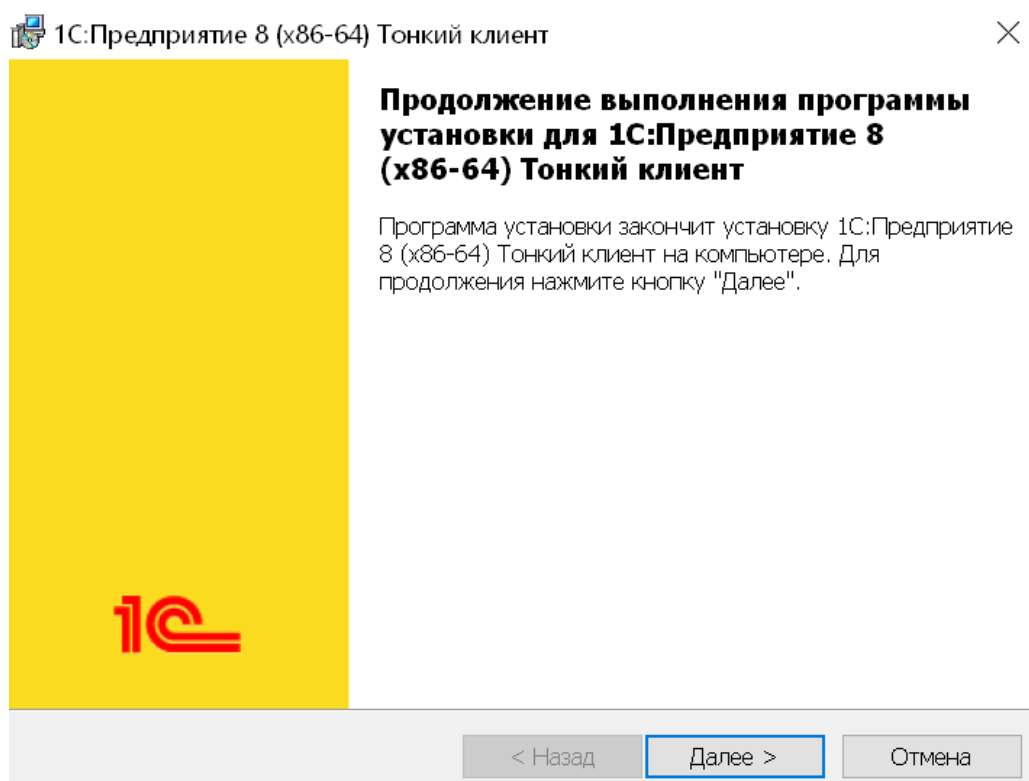 1С:Предприятие 8 (x86-64) Тонкий клиент
Продолжение выполнения программы
установки для 1С:Предприятие 8
(x86-64) Тонкий клиент
Программа установки закончит установку 1С:Предприятие
8 (x86-64) Тонкий клиент на компьютере. Для
продолжения нажмите кнопку "Далее".
1С
< Назад
Далее >
Отмена